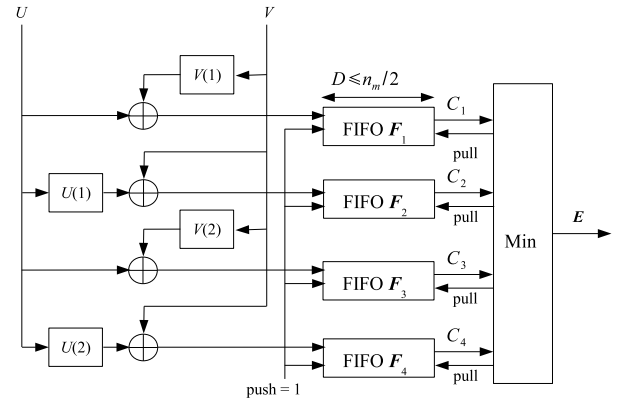 U
V
V(1)
D ≤ n_m/2
C_1
FIFO F_1
pull
U(1)
C_2
FIFO F_2
pull
V(2)
Min
E
C_3
FIFO F_3
pull
U(2)
C_4
FIFO F_4
pull
push = 1